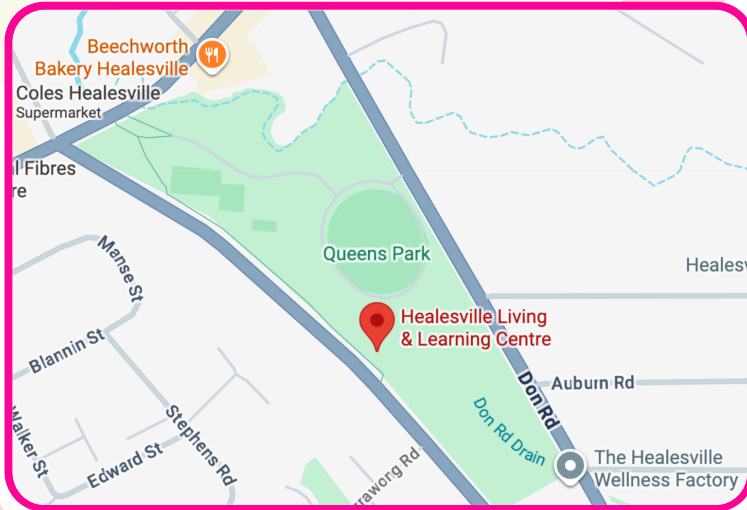 Beechworth
Bakery Healesville
Coles Healesville
Supermarket
l Fibres
re
Queens Park
Manse St
Healesv
Healesville Living
& Learning Centre
Blannin St
Don Rd
Auburn Rd
Walker St
Stephens Rd
Edward St
Don Rd Drain
raworg Rd
The Healesville
Wellness Factory